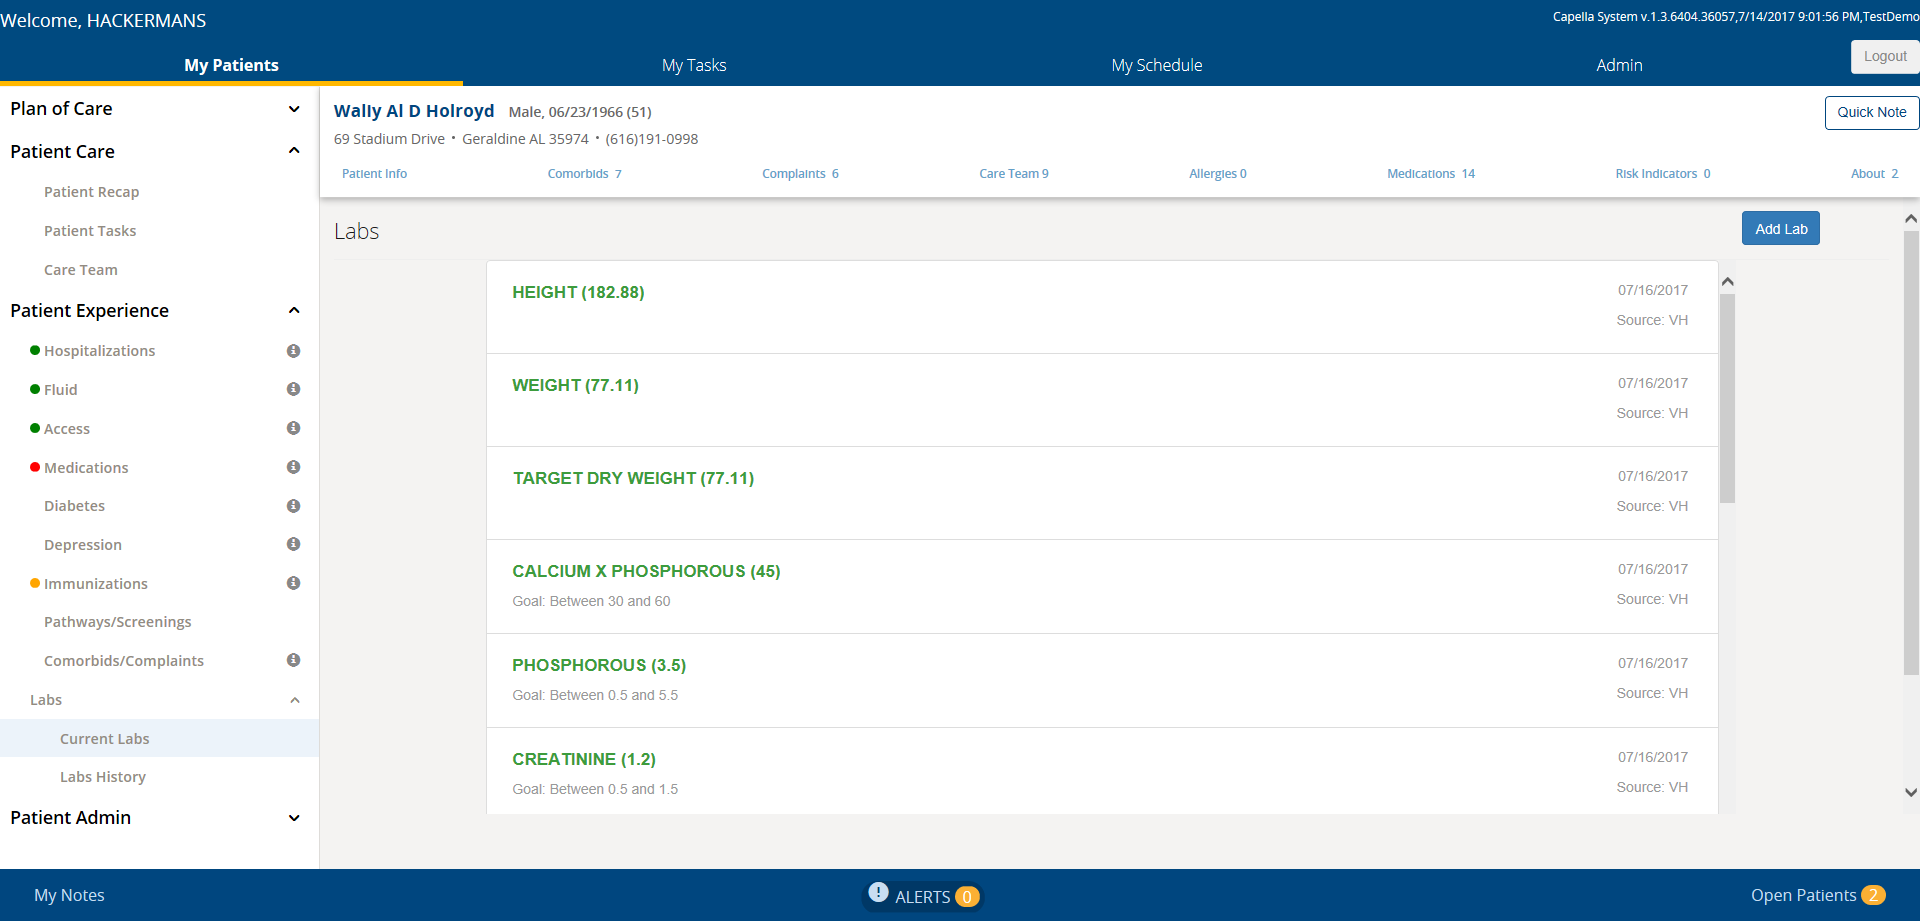 Welcome, HACKERMANS
Capella System v.1.3.6404.36057,7/14/2017 9:01:56 PM,TestDemo
My Patients
My Tasks
My Schedule
Admin
Logout
Plan of Care
Patient Care
Patient Recap
Patient Tasks
Care Team
Patient Experience
Hospitalizations
Fluid
Access
Medications
Diabetes
Depression
Immunizations
Pathways/Screenings
Comorbids/Complaints
Labs
Current Labs
Labs History
Patient Admin
Wally Al D Holroyd Male, 06/23/1966 (51)
69 Stadium Drive • Geraldine AL 35974 • (616)191-0998
Quick Note
Patient Info
Comorbids 7
Complaints 6
Care Team 9
Allergies 0
Medications 14
Risk Indicators 0
About 2
Labs
Add Lab
HEIGHT (182.88)
07/16/2017
Source: VH
WEIGHT (77.11)
07/16/2017
Source: VH
TARGET DRY WEIGHT (77.11)
07/16/2017
Source: VH
CALCIUM X PHOSPHOROUS (45)
Goal: Between 30 and 60
07/16/2017
Source: VH
PHOSPHOROUS (3.5)
Goal: Between 0.5 and 5.5
07/16/2017
Source: VH
CREATININE (1.2)
Goal: Between 0.5 and 1.5
07/16/2017
Source: VH
My Notes
ALERTS 0
Open Patients 2